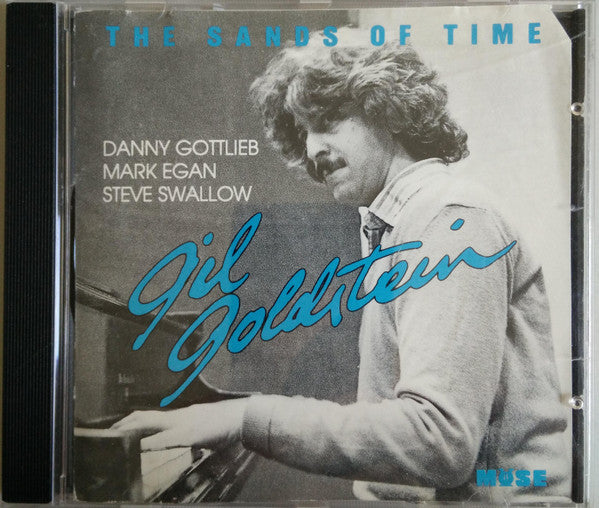 THE SANDS OF TIME
DANNY GOTTLIEB
MARK EGAN
STEVE SWALLOW
Gil
Goldstein
MUSE